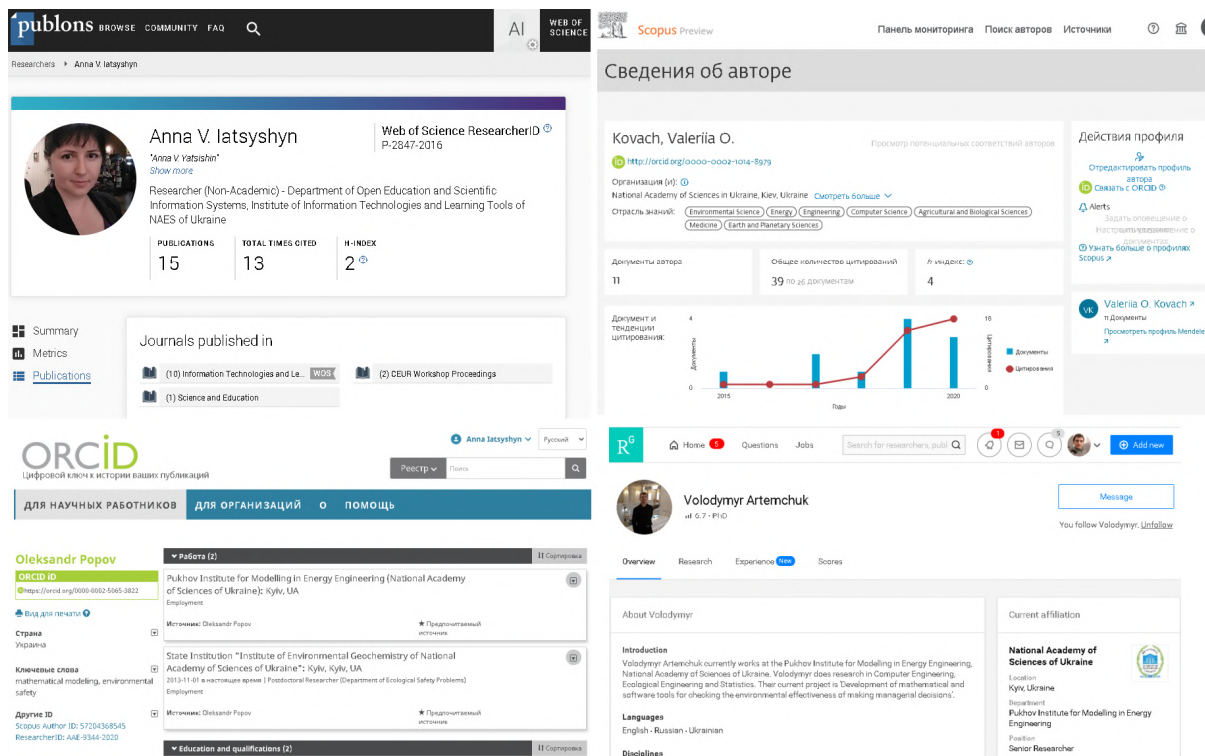 publons BROWSE COMMUNITY FAQ
AI
WEB OF
SCIENCE
Researchers Anna V. Iatsyshyn
Anna V. Iatsyshyn
"Anna V. Yatsishin"
Show more
Web of Science ResearcherID
P-2847-2016
Researcher (Non-Academic) - Department of Open Education and Scientific
Information Systems, Institute of Information Technologies and Learning Tools of
NAES of Ukraine
PUBLICATIONS TOTAL TIMES CITED H-INDEX
15 13 2
Summary
Metrics
Publications
Journals published in
(10) Information Technologies and Le... WOS
(2) CEUR Workshop Proceedings
(1) Science and Education
Scopus Preview
Панель мониторинга Поиск авторов Источники
Сведения об авторе
Kovach, Valeriia O.
Просмотр потенциальных соответствий авторов
http://orcid.org/0000-0002-1014-8979
Организация (и):
National Academy of Sciences in Ukraine, Kiev, Ukraine Смотреть больше
Отрасль знаний: Environmental Science Energy Engineering Computer Science Agricultural and Biological Sciences
Medicine Earth and Planetary Sciences
Документы автора
11
Общее количество цитирований
39 по 26 документам
h-индекс:
4
Документ и
тенденции
цитирования:
Документы
4
0
2015
2020
Годы
16
0
Цитирования
Документы
Цитирования
Действия профиля
Отредактировать профиль
автора
Связать с ORCID
Alerts
Задать оповещение о
документах
Узнать больше о профилях
Scopus
VK
Valeriia O. Kovach
11 Документы
Просмотреть профиль Mendele
ORCID
Цифровой ключ к истории ваших публикаций
Anna Iatsyshyn
Русский
Реестр
Поиск
ДЛЯ НАУЧНЫХ РАБОТНИКОВ ДЛЯ ОРГАНИЗАЦИЙ О ПОМОЩЬ
Oleksandr Popov
ORCID iD
https://orcid.org/0000-0002-5065-3822
Вид для печати
Страна
Украина
Ключевые слова
mathematical modelling, environmental
safety
Другие ID
Scopus Author ID: 57204368545
ResearcherID: AAE-9344-2020
Работа (2)
Сортировка
Pukhov Institute for Modelling in Energy Engineering (National Academy
of Sciences of Ukraine): Kyiv, UA
Employment
Источник: Oleksandr Popov
Предпочитаемый
источник
State Institution "Institute of Environmental Geochemistry of National
Academy of Sciences of Ukraine": Kyiv, Kyiv, UA
2013-11-01 в настоящее время | Postdoctoral Researcher (Department of Ecological Safety Problems)
Employment
Источник: Oleksandr Popov
Предпочитаемый
источник
Education and qualifications (2)
Сортировка
RG
Home 5 Questions Jobs
Search for researchers, publ
1
5
Add new
Volodymyr Artemchuk
6.7 · PhD
Message
You follow Volodymyr. Unfollow
Overview Research Experience New Scores
About Volodymyr
Introduction
Volodymyr Artemchuk currently works at the Pukhov Institute for Modelling in Energy Engineering,
National Academy of Sciences of Ukraine. Volodymyr does research in Computer Engineering,
Ecological Engineering and Statistics. Their current project is 'Development of mathematical and
software tools for checking the environmental effectiveness of making managerial decisions'.
Languages
English · Russian · Ukrainian
Disciplines
Current affiliation
National Academy of
Sciences of Ukraine
Location
Kyiv, Ukraine
Department
Pukhov Institute for Modelling in Energy
Engineering
Position
Senior Researcher